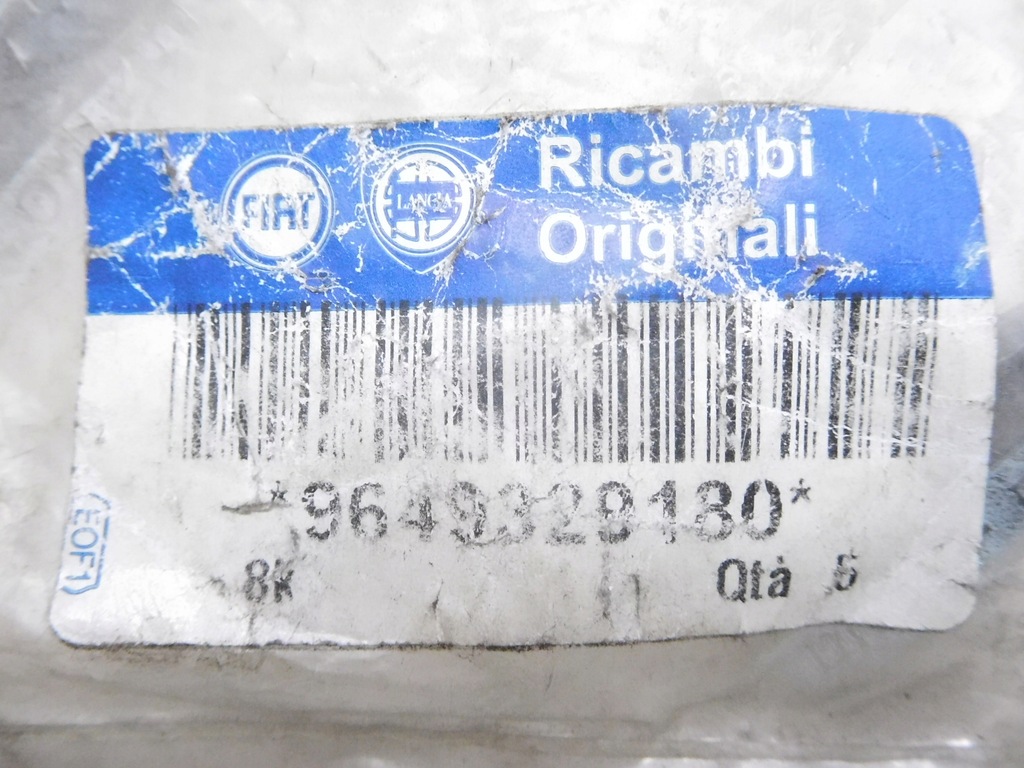 FIAT
LANCIA
Ricambi
Originali
*9649329180*
8K
Qtà 5
EOF1